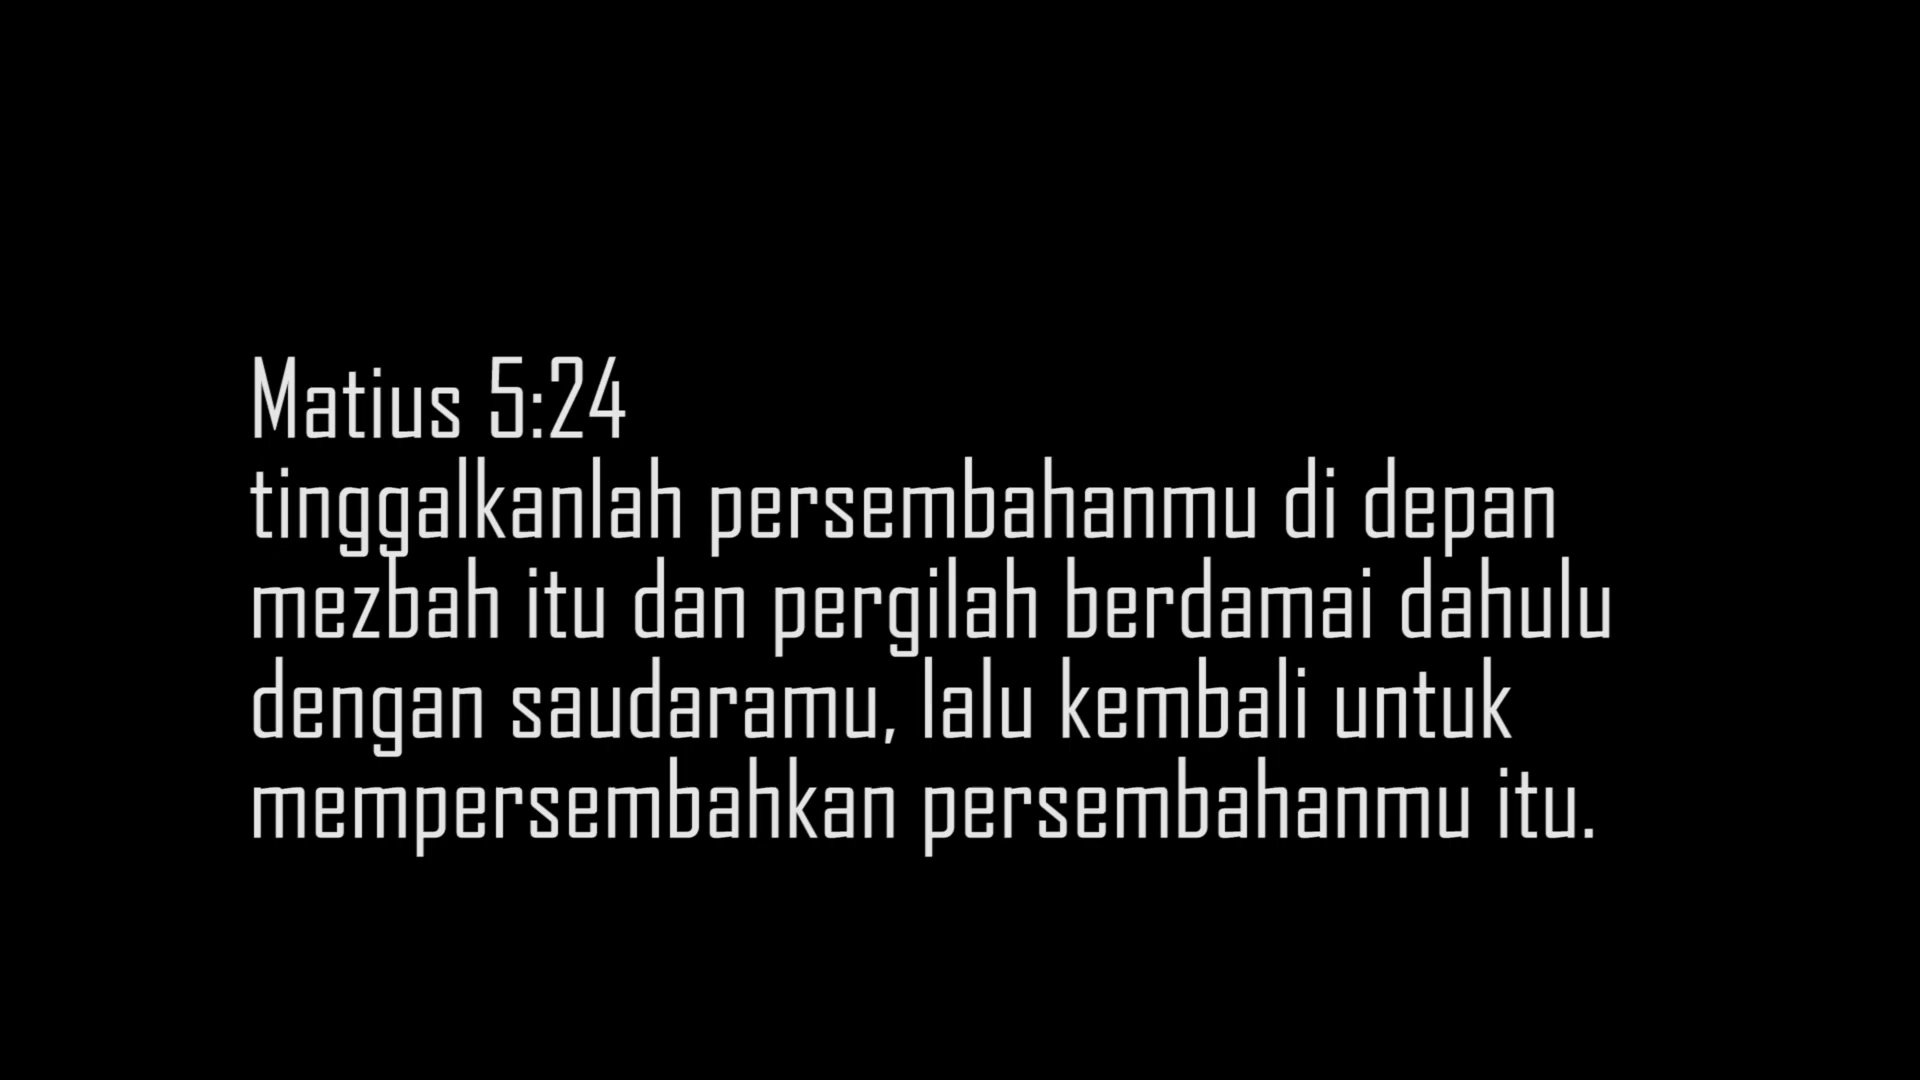 Matius 5:24
tinggalkanlah persembahanmu di depan
mezbah itu dan pergilah berdamai dahulu
dengan saudaramu, lalu kembali untuk
mempersembahkan persembahanmu itu.